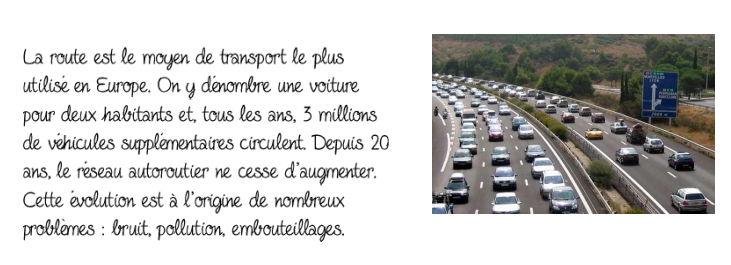 La route est le moyen de transport le plus
utilisé en Europe. On y dénombre une voiture
pour deux habitants et, tous les ans, 3 millions
de véhicules supplémentaires circulent. Depuis 20
ans, le réseau autoroutier ne cesse d'augmenter.
Cette évolution est à l'origine de nombreux
problèmes : bruit, pollution, embouteillages.
LYON